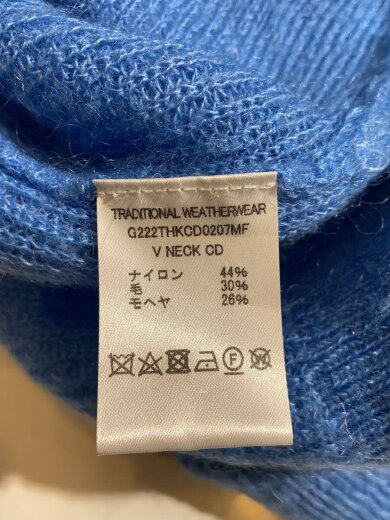 TRADITIONAL WEATHERWEAR
G222THKCD0207MF
V NECK CD
ナイロン 44%
毛 30%
モヘヤ 26%
F W